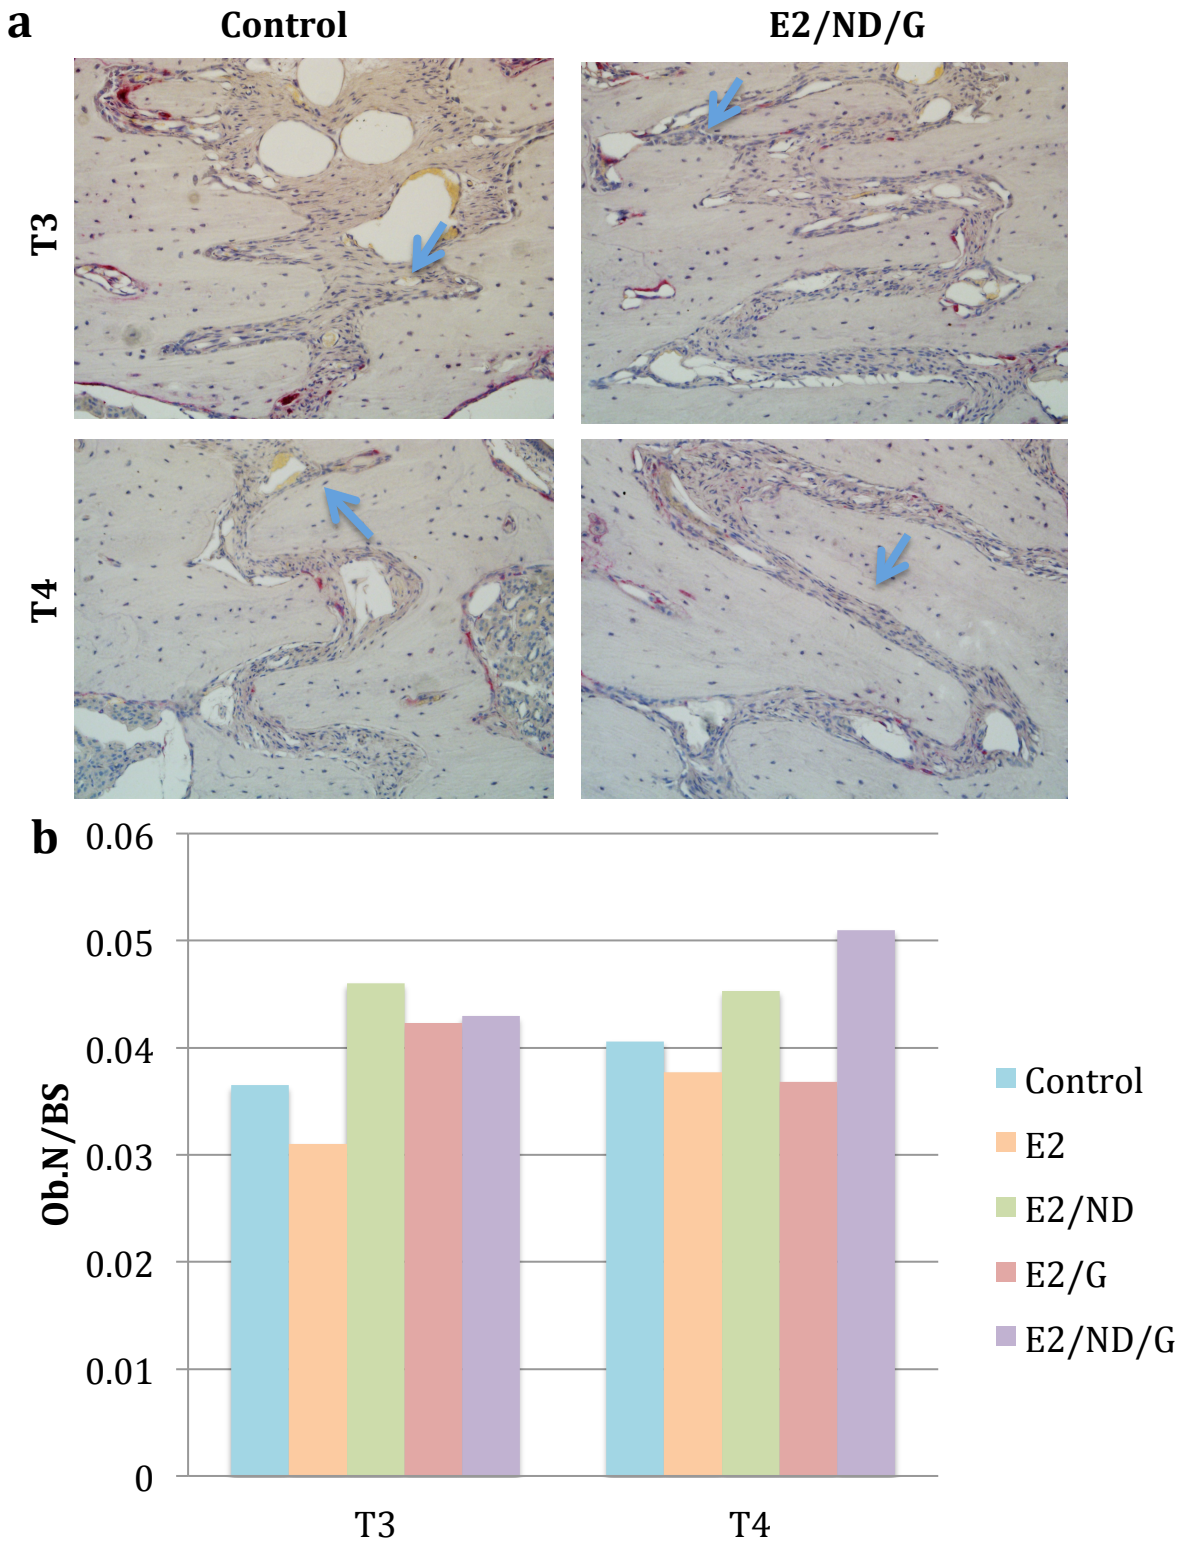 a
Control
E2/ND/G
T3
T4
b
0.06
0.05
0.04
0.03
0.02
0.01
0
Ob.N/BS
T3
T4
Control
E2
E2/ND
E2/G
E2/ND/G